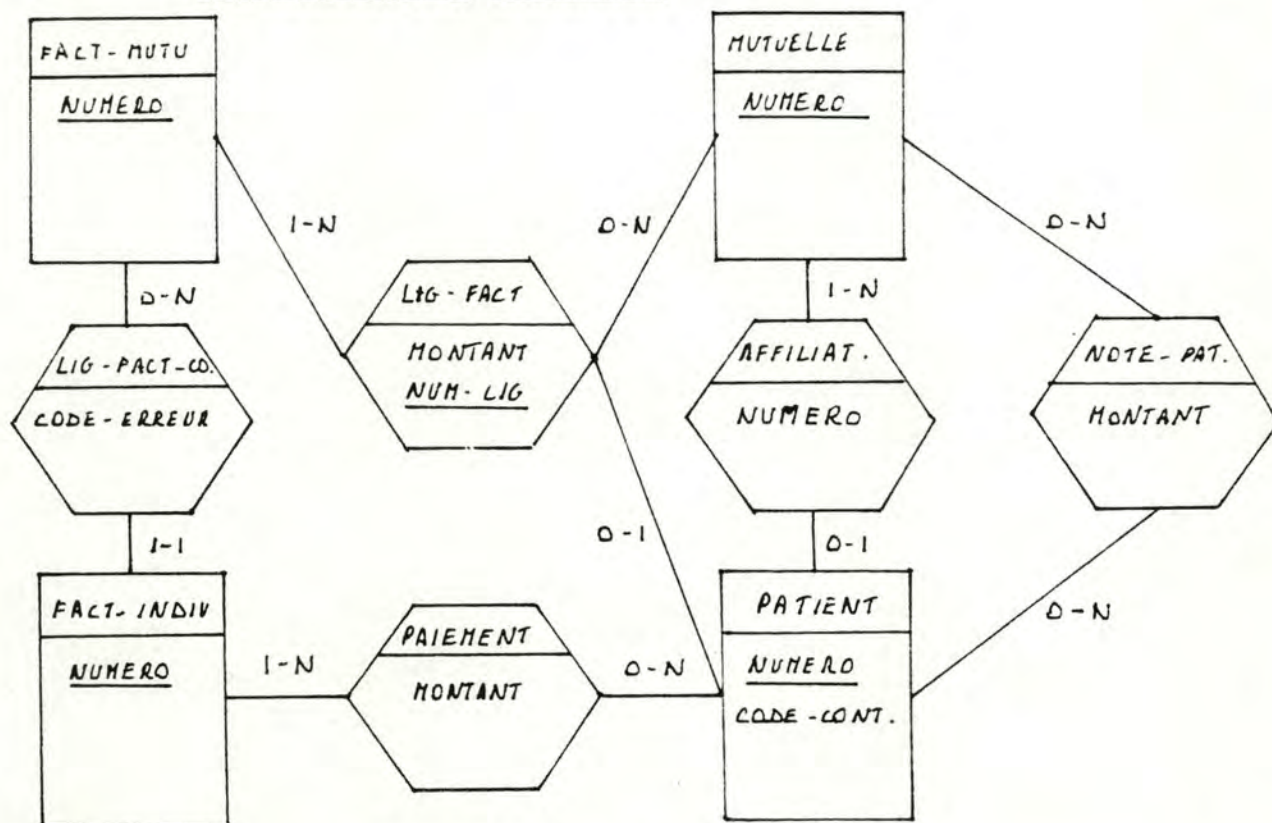 FACT-MUTU
NUMERO
MUTUELLE
NUMERO
1-N
0-N
0-N
0-N
LIG-FACT
MONTANT
NUM-LIG
1-N
LIG-FACT-CO.
CODE-ERREUR
AFFILIAT.
NUMERO
NOTE-PAT.
MONTANT
1-1
0-1
0-1
0-N
FACT-INDIV
NUMERO
1-N
PAIEMENT
MONTANT
0-N
PATIENT
NUMERO
CODE-CONT.